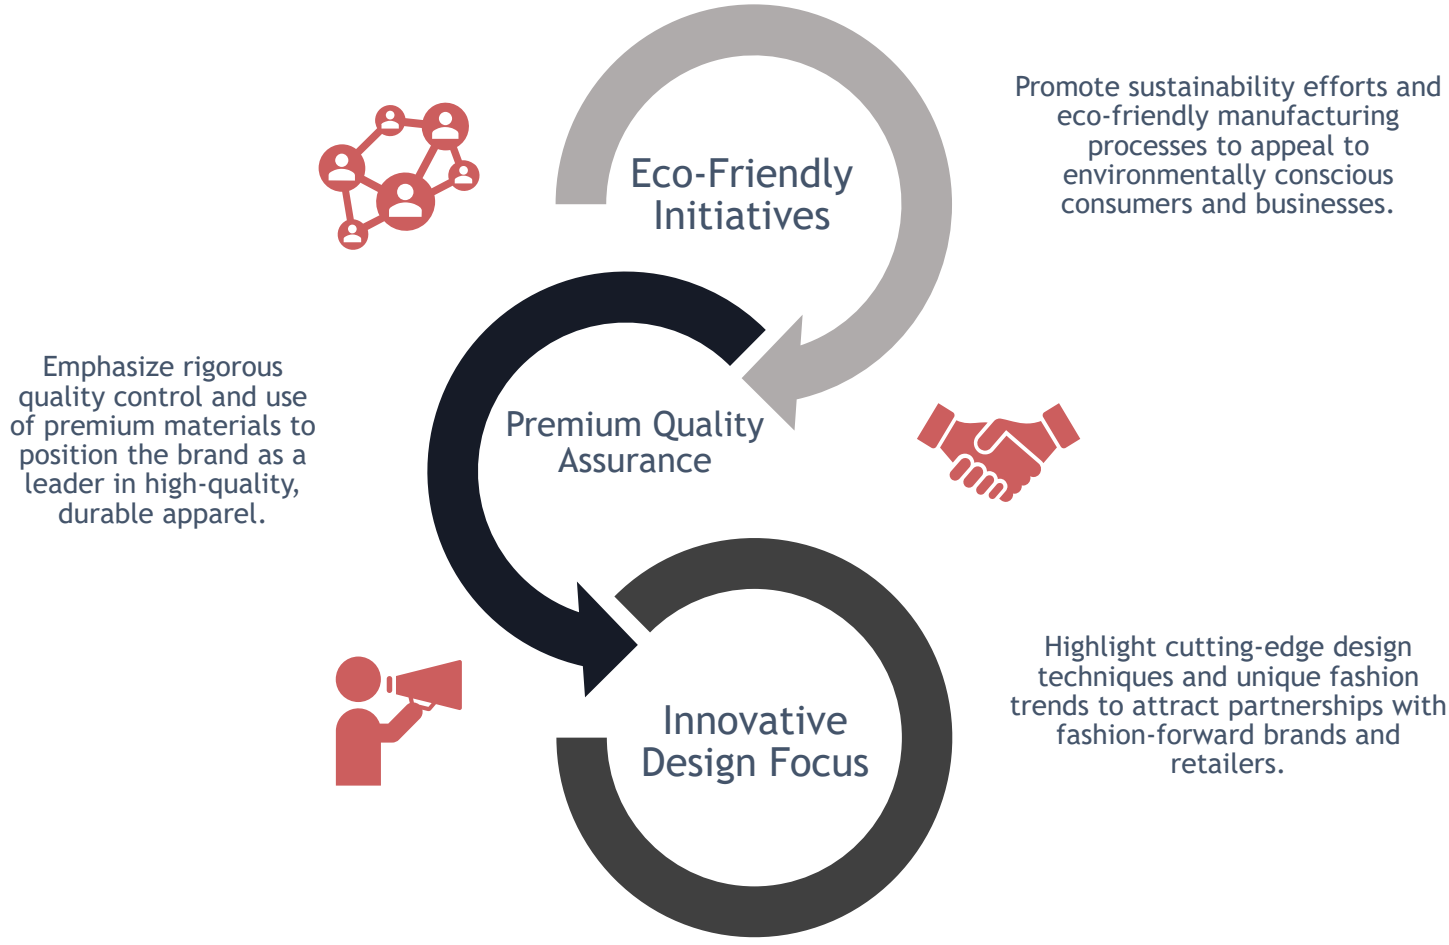 Eco-Friendly
Initiatives
Promote sustainability efforts and
eco-friendly manufacturing
processes to appeal to
environmentally conscious
consumers and businesses.
Premium Quality
Assurance
Emphasize rigorous
quality control and use
of premium materials to
position the brand as a
leader in high-quality,
durable apparel.
Innovative
Design Focus
Highlight cutting-edge design
techniques and unique fashion
trends to attract partnerships with
fashion-forward brands and
retailers.